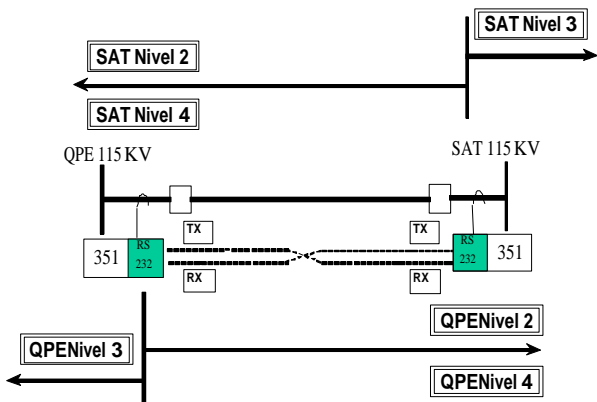 SAT Nivel 3
SAT Nivel 2
SAT Nivel 4
QPE 115 KV
SAT 115 KV
TX
TX
351
RS
232
RS
232
351
RX
RX
QPENivel 2
QPENivel 3
QPENivel 4